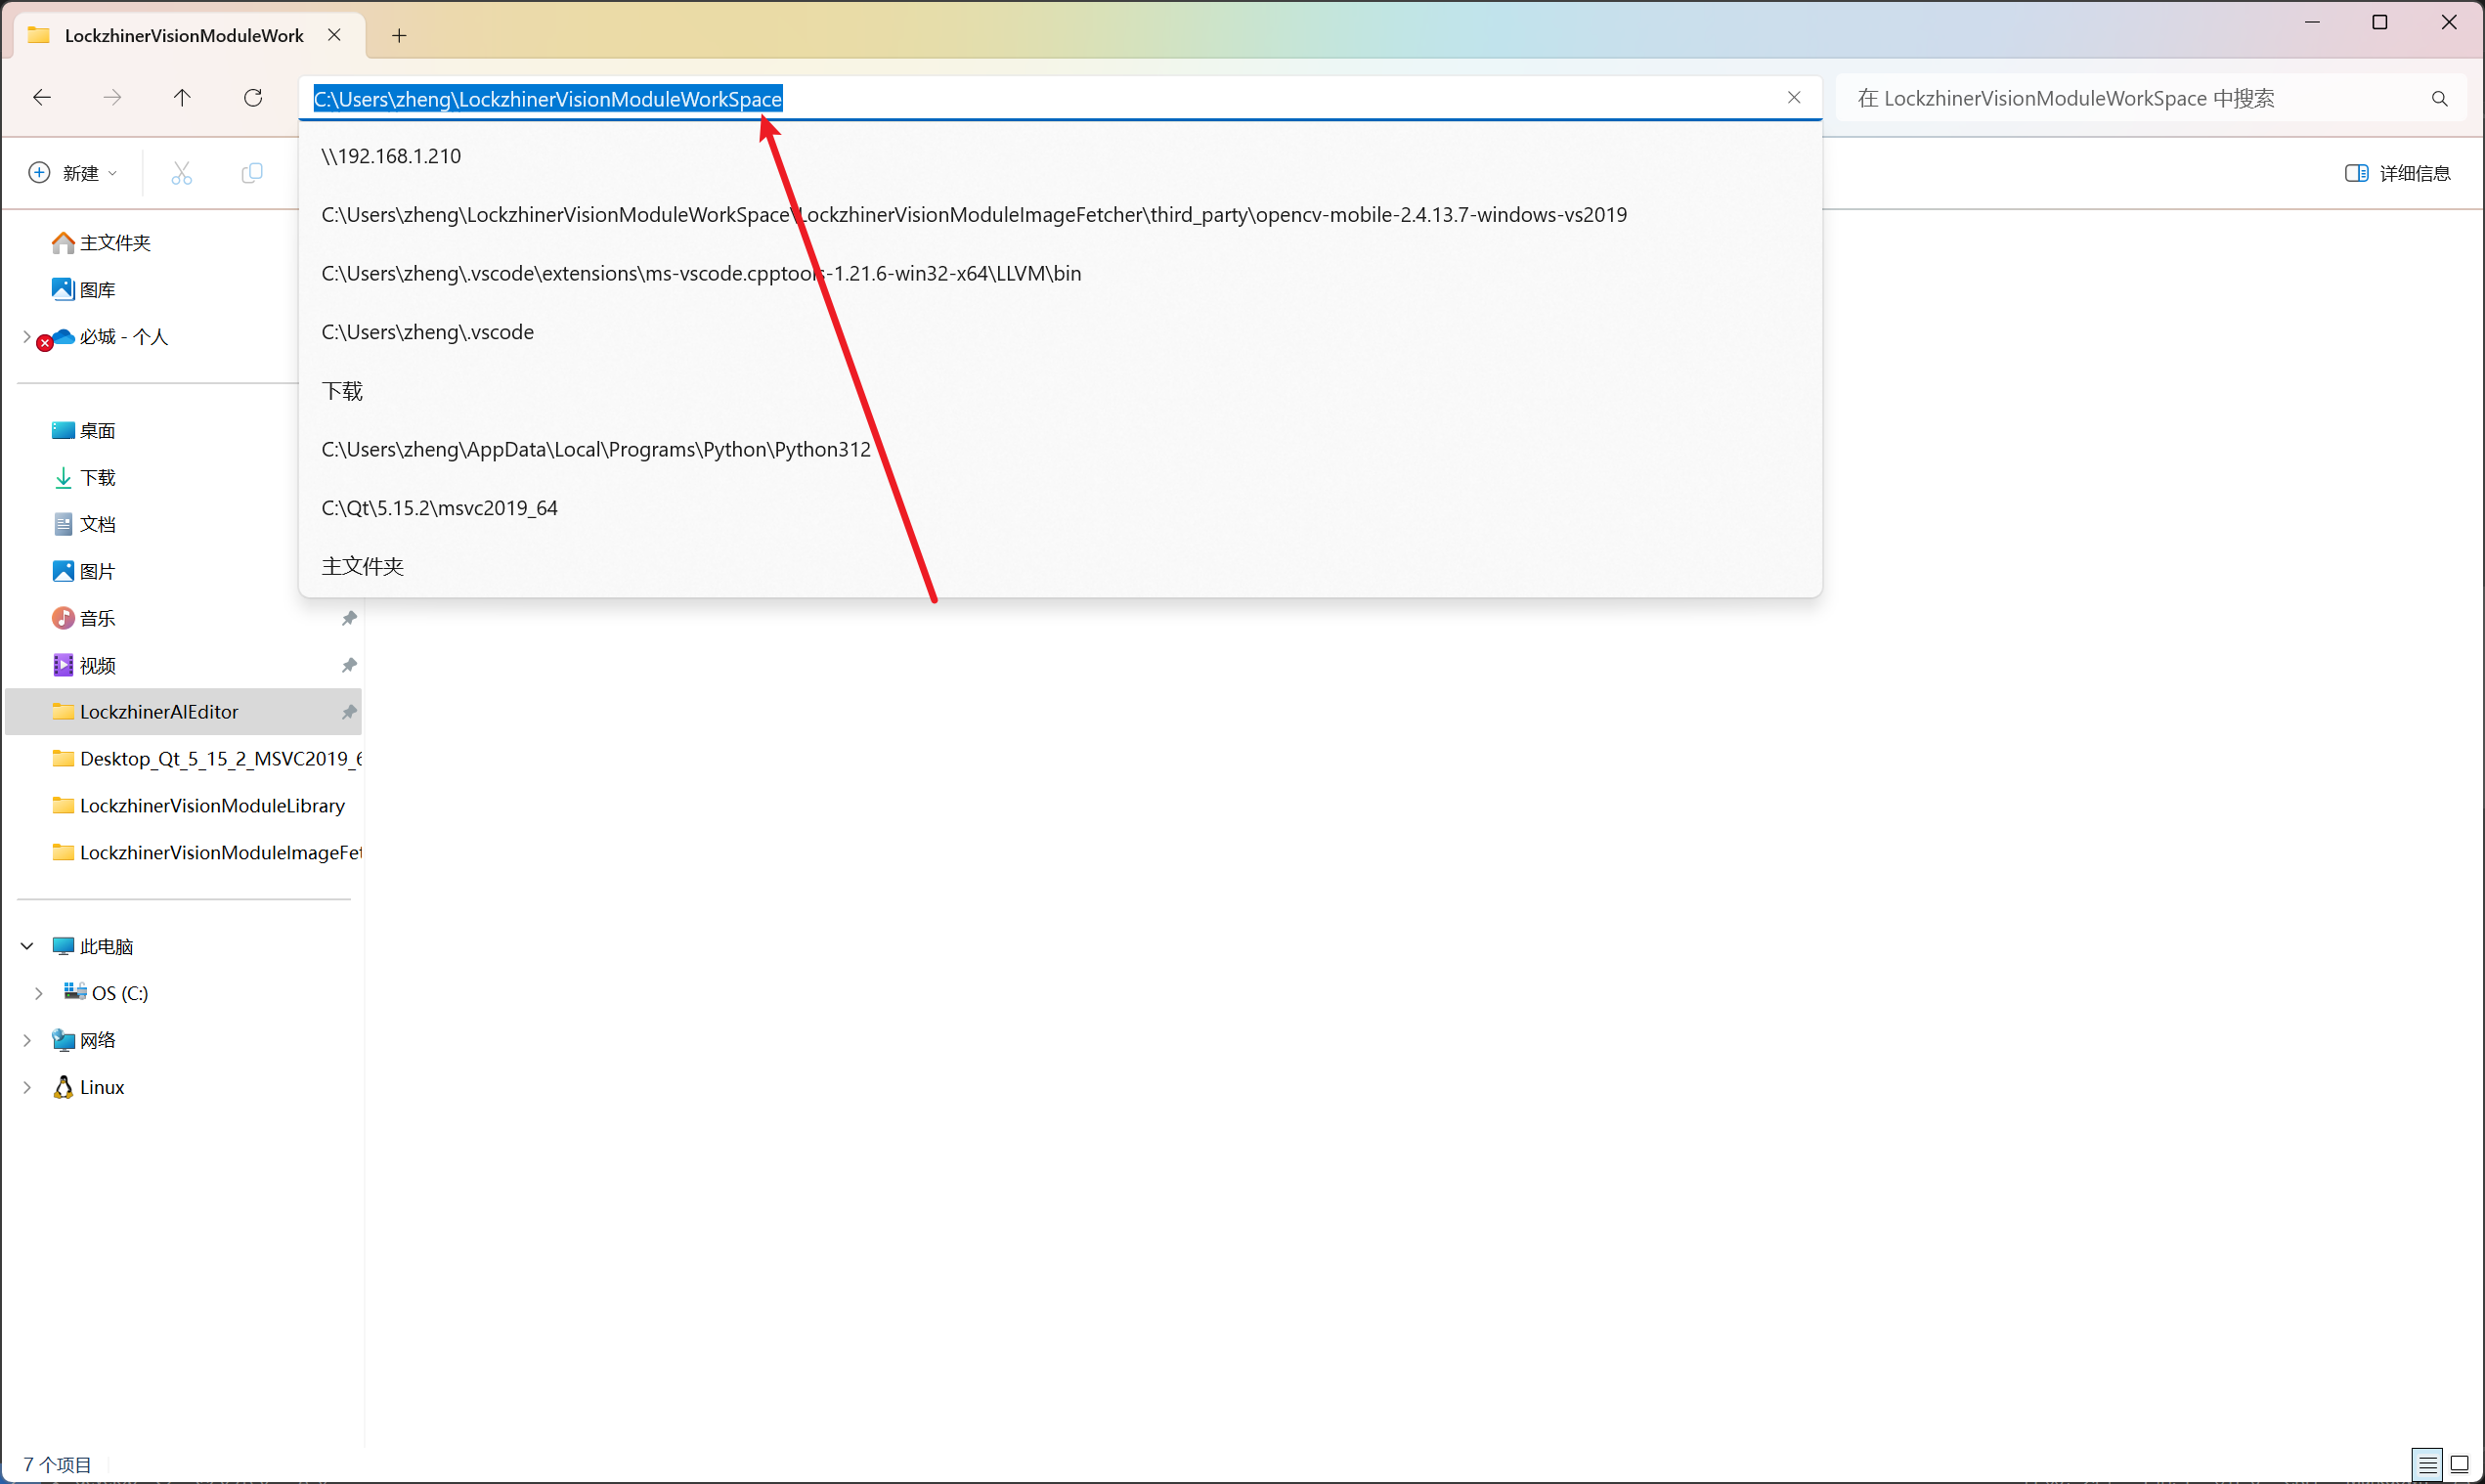 LockzhinerVisionModuleWork
C:\Users\zheng\LockzhinerVisionModuleWorkSpace
在 LockzhinerVisionModuleWorkSpace 中搜索
新建
详细信息
\\192.168.1.210
C:\Users\zheng\LockzhinerVisionModuleWorkSpace\LockzhinerVisionModuleImageFetcher\third_party\opencv-mobile-2.4.13.7-windows-vs2019
C:\Users\zheng\.vscode\extensions\ms-vscode.cpptools-1.21.6-win32-x64\LLVM\bin
C:\Users\zheng\.vscode
下载
C:\Users\zheng\AppData\Local\Programs\Python\Python312
C:\Qt\5.15.2\msvc2019_64
主文件夹
主文件夹
图库
必城 - 个人
桌面
下载
文档
图片
音乐
视频
LockzhinerAIEditor
Desktop_Qt_5_15_2_MSVC2019_6
LockzhinerVisionModuleLibrary
LockzhinerVisionModuleImageFet
此电脑
OS (C:)
网络
Linux
7 个项目